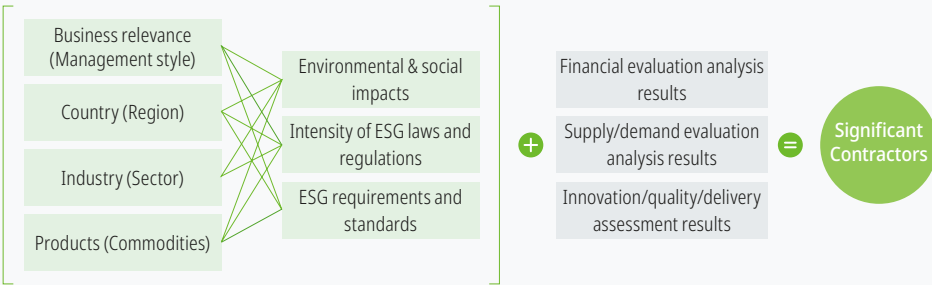 Business relevance
(Management style)
Country (Region)
Industry (Sector)
Products (Commodities)
Environmental & social
impacts
Intensity of ESG laws and
regulations
ESG requirements and
standards
+
Financial evaluation analysis
results
Supply/demand evaluation
analysis results
Innovation/quality/delivery
assessment results
=
Significant
Contractors